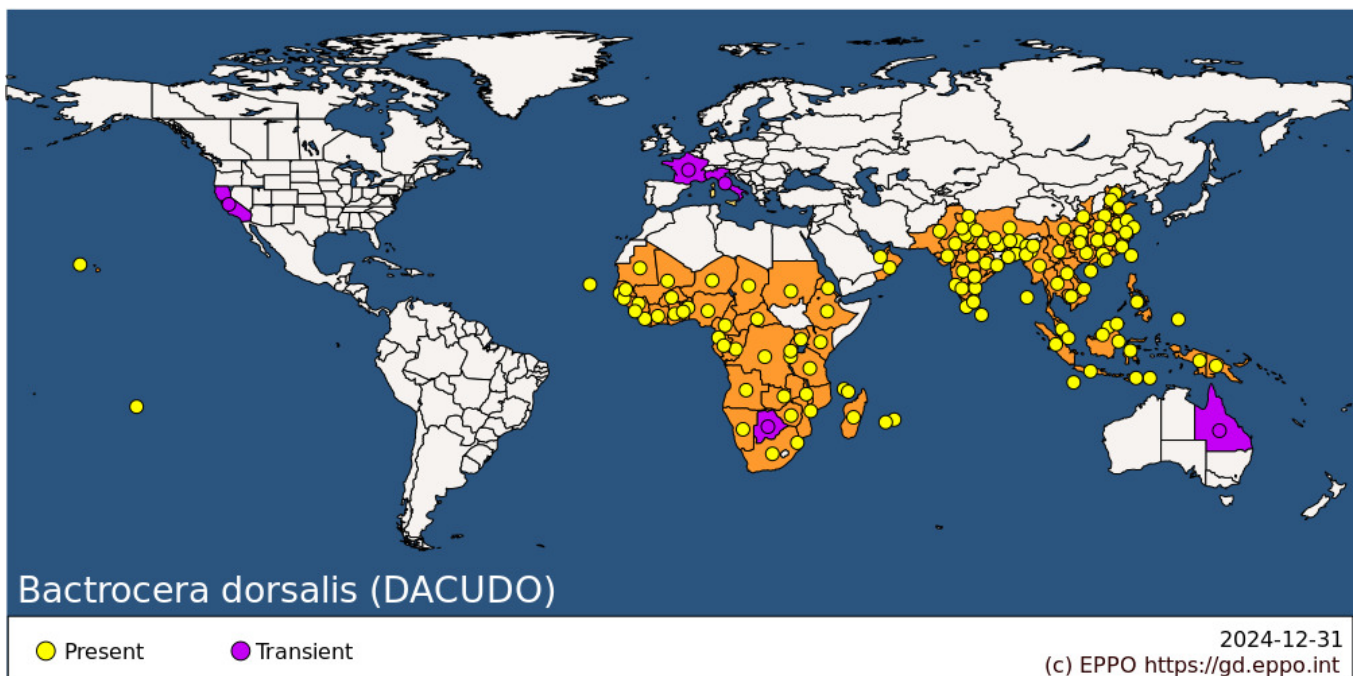 Bactrocera dorsalis (DACUDO)
Present
Transient
2024-12-31
(c) EPPO https://gd.eppo.int